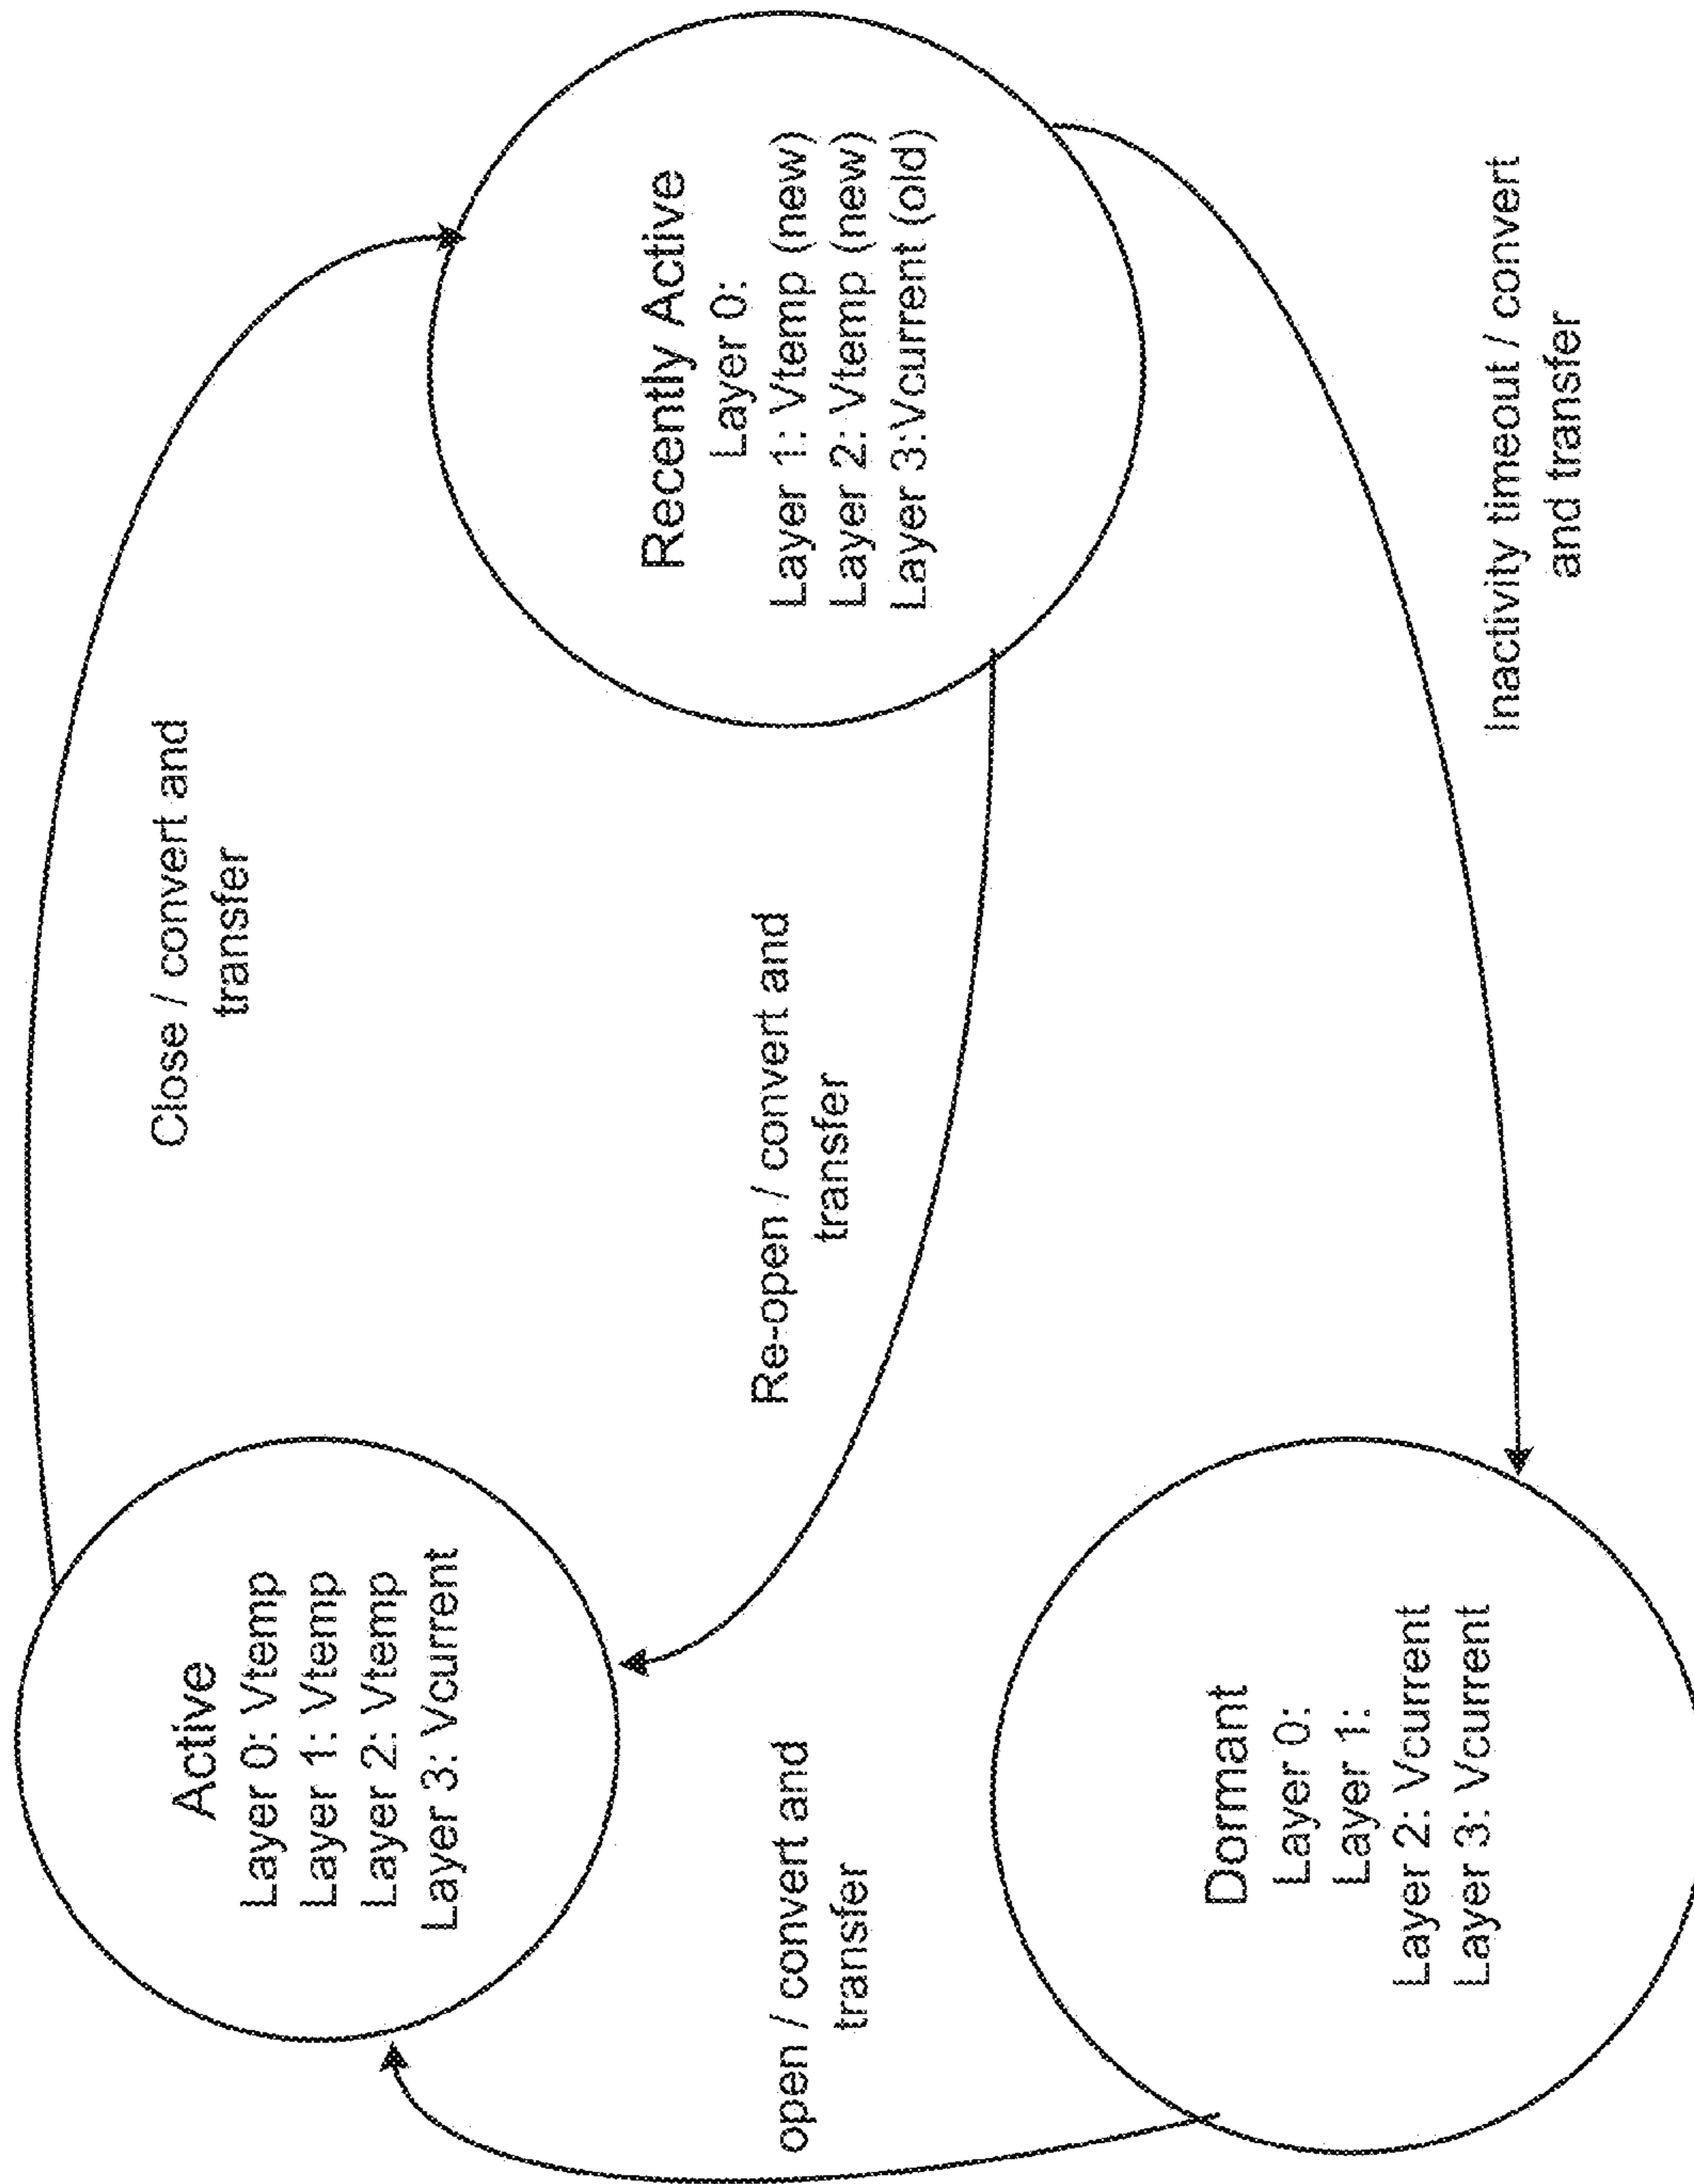 Active
Layer 0: Vtemp
Layer 1: Vtemp
Layer 2: Vtemp
Layer 3: Vcurrent
Close / convert and
transfer
Recently Active
Layer 0:
Layer 1: Vtemp (new)
Layer 2: Vtemp (new)
Layer 3:Vcurrent (old)
Re-open / convert and
transfer
open / convert and
transfer
Dormant
Layer 0:
Layer 1:
Layer 2: Vcurrent
Layer 3: Vcurrent
Inactivity timeout / convert
and transfer